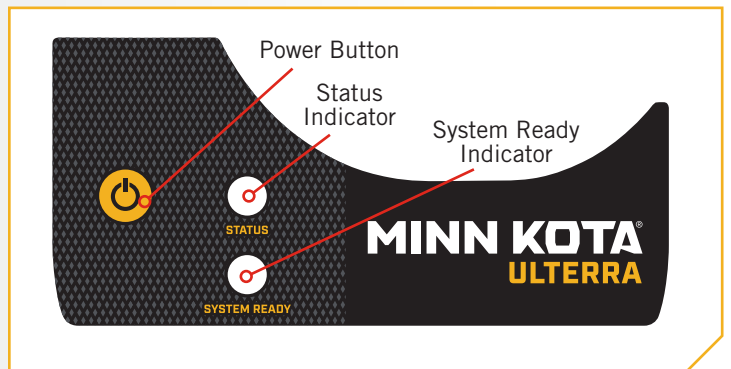 Power Button
Status
Indicator
System Ready
Indicator
STATUS
SYSTEM READY
MINN KOTA®
ULTERRA